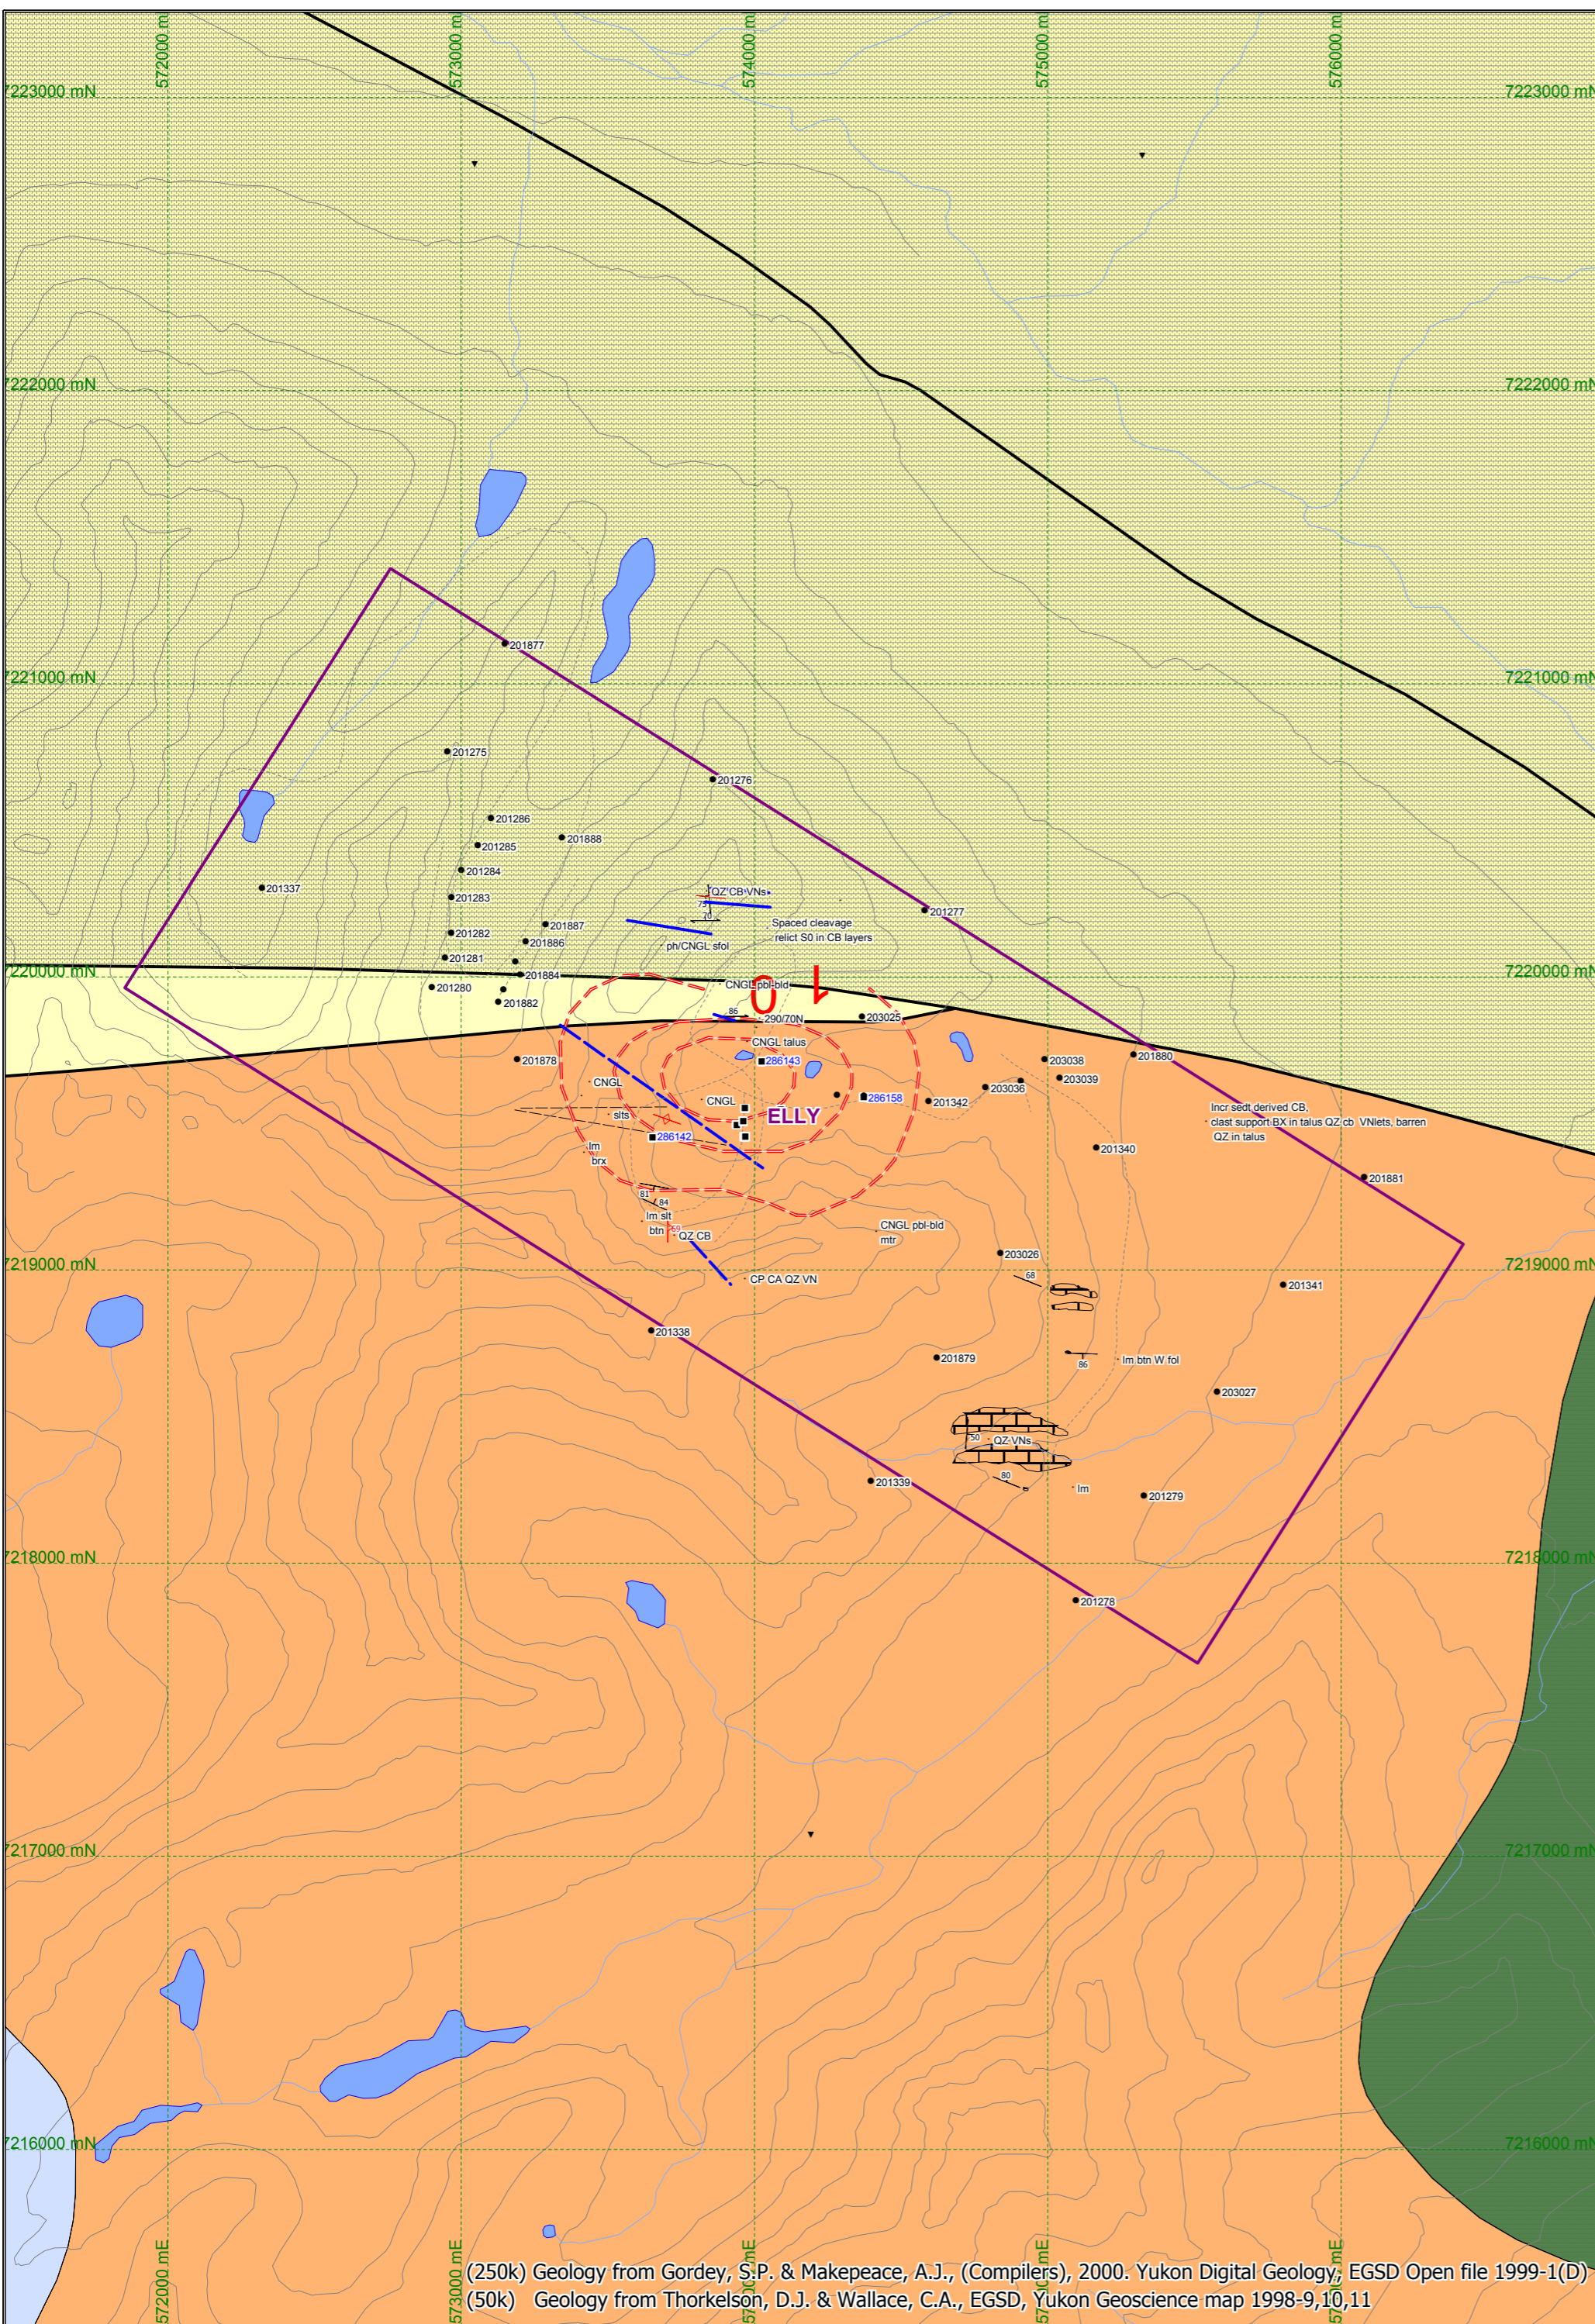 572000 m
573000 m
574000 m
575000 m
576000 m
7223000 mN
7223000 mN
7222000 mN
7222000 mN
201877
7221000 mN
7221000 mN
201275
201276
201286
201888
201285
201284
201337
QZ CB VNs
201283
73
201277
70
201887
Spaced cleavage
relict S0 in CB layers
201282
201886
ph/CNGL sfol
201281
7220000 mN
7220000 mN
201884
CNGL pbl-bld
10
201280
201882
86
290/70N
203025
CNGL talus
201878
286143
203038
201880
203039
CNGL
203036
286158
CNGL
201342
slts
ELLY
Incr sedt derived CB,
clast support BX in talus QZ cb VNlets, barren
QZ in talus
286142
lm
brx
201340
201881
81
84
lm slt
btn
69
QZ CB
CNGL pbl-bld
mtr
203026
7219000 mN
7219000 mN
CP CA QZ VN
68
201341
201338
201879
86
lm btn W fol
203027
50
QZ VNs
80
201339
lm
201279
7218000 mN
7218000 mN
201278
7217000 mN
7217000 mN
7216000 mN
7216000 mN
572000 mE
573000 mE
(250k) Geology from Gordey, S.P. & Makepeace, A.J., (Compilers), 2000. Yukon Digital Geology, EGSD Open file 1999-1(D)
(50k) Geology from Thorkelson, D.J. & Wallace, C.A., EGSD, Yukon Geoscience map 1998-9,10,11